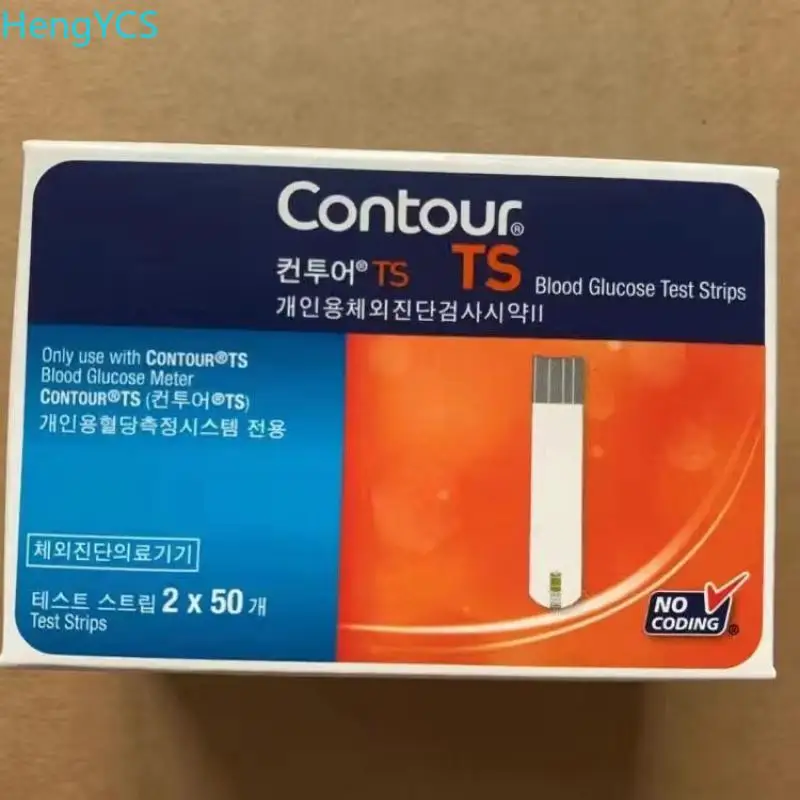 HengYCS
Contour®
컨투어® TS TS Blood Glucose Test Strips
개인용체외진단검사시약II
Only use with CONTOUR®TS
Blood Glucose Meter
CONTOUR®TS (컨투어®TS)
개인용혈당측정시스템 전용
체외진단의료기기
테스트 스트립 2 x 50 개
Test Strips
NO
CODING®